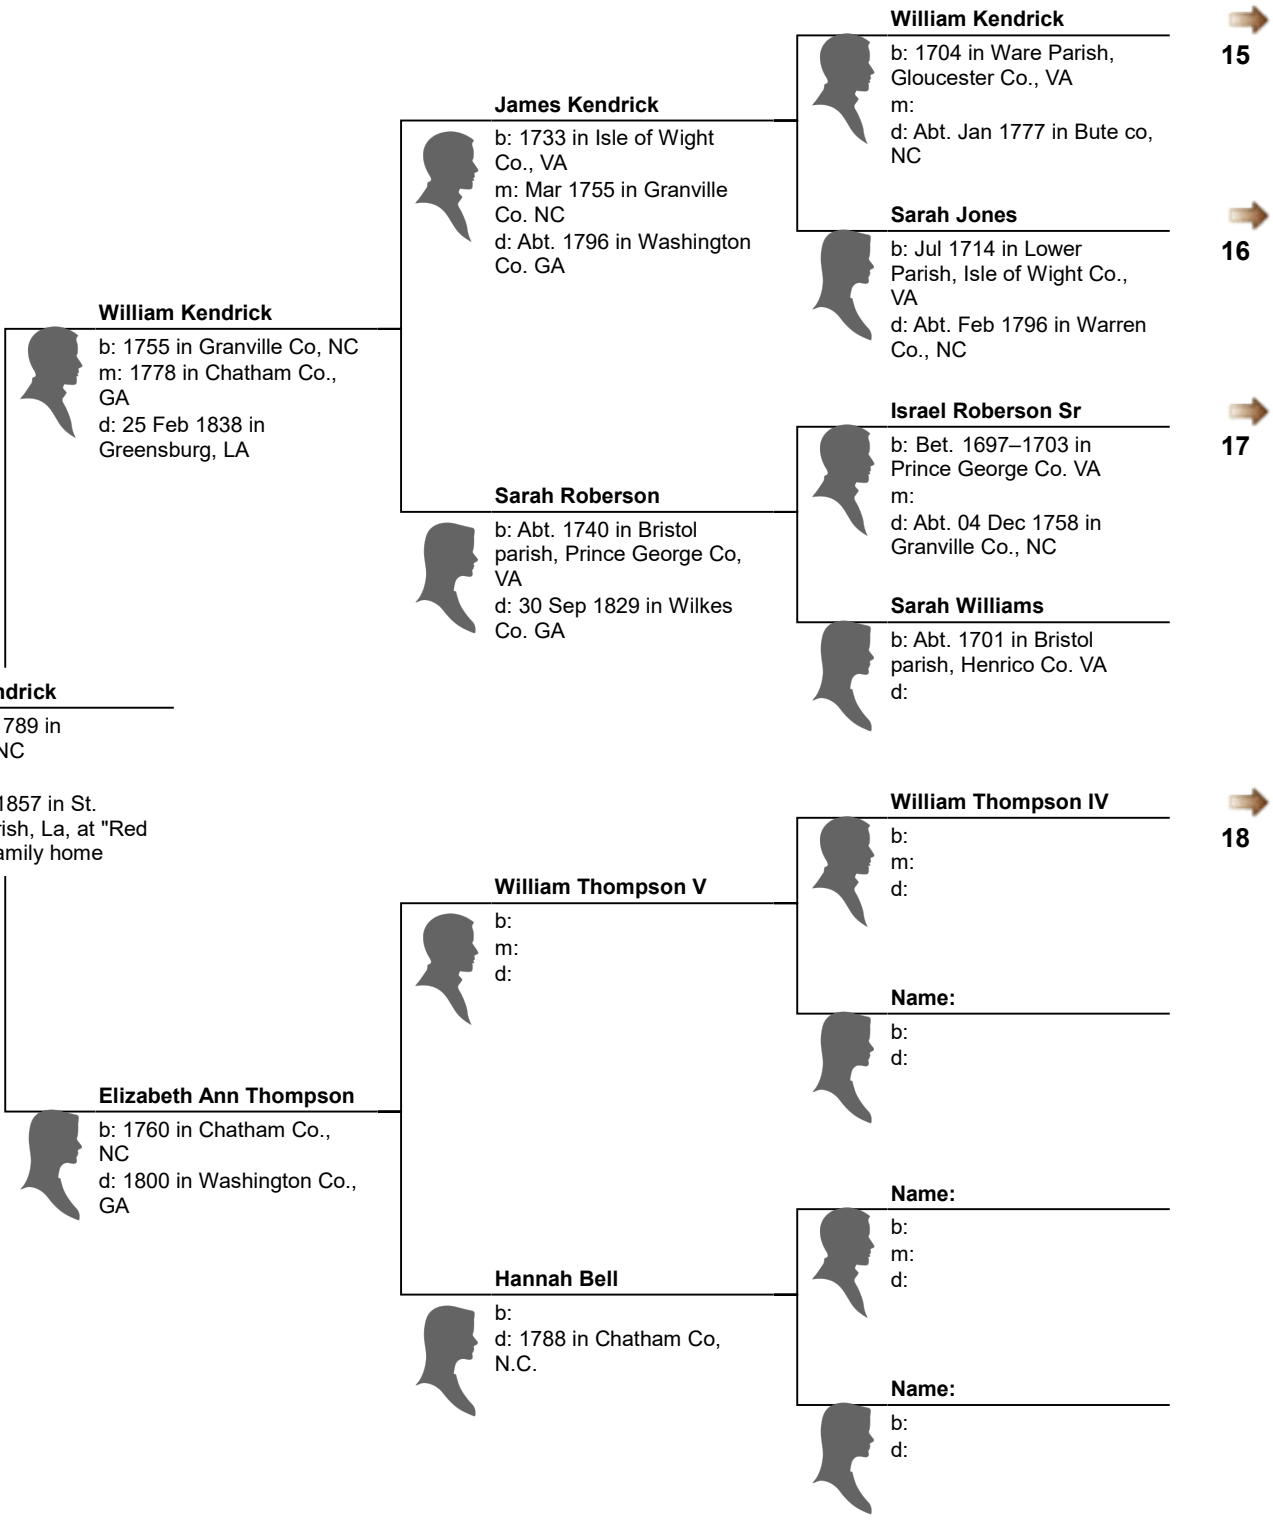 William Kendrick
b: 1704 in Ware Parish,
Gloucester Co., VA
m:
d: Abt. Jan 1777 in Bute co,
NC
15
James Kendrick
b: 1733 in Isle of Wight
Co., VA
m: Mar 1755 in Granville
Co. NC
d: Abt. 1796 in Washington
Co. GA
Sarah Jones
b: Jul 1714 in Lower
Parish, Isle of Wight Co.,
VA
d: Abt. Feb 1796 in Warren
Co., NC
16
William Kendrick
b: 1755 in Granville Co, NC
m: 1778 in Chatham Co.,
GA
d: 25 Feb 1838 in
Greensburg, LA
Israel Roberson Sr
b: Bet. 1697–1703 in
Prince George Co. VA
m:
d: Abt. 04 Dec 1758 in
Granville Co., NC
17
Sarah Roberson
b: Abt. 1740 in Bristol
parish, Prince George Co,
VA
d: 30 Sep 1829 in Wilkes
Co. GA
Sarah Williams
b: Abt. 1701 in Bristol
parish, Henrico Co. VA
d:
ndrick
789 in
NC
1857 in St.
rish, La, at "Red
amily home
William Thompson IV
b:
m:
d:
18
William Thompson V
b:
m:
d:
Name:
b:
d:
Elizabeth Ann Thompson
b: 1760 in Chatham Co.,
NC
d: 1800 in Washington Co.,
GA
Name:
b:
m:
d:
Hannah Bell
b:
d: 1788 in Chatham Co,
N.C.
Name:
b:
d: